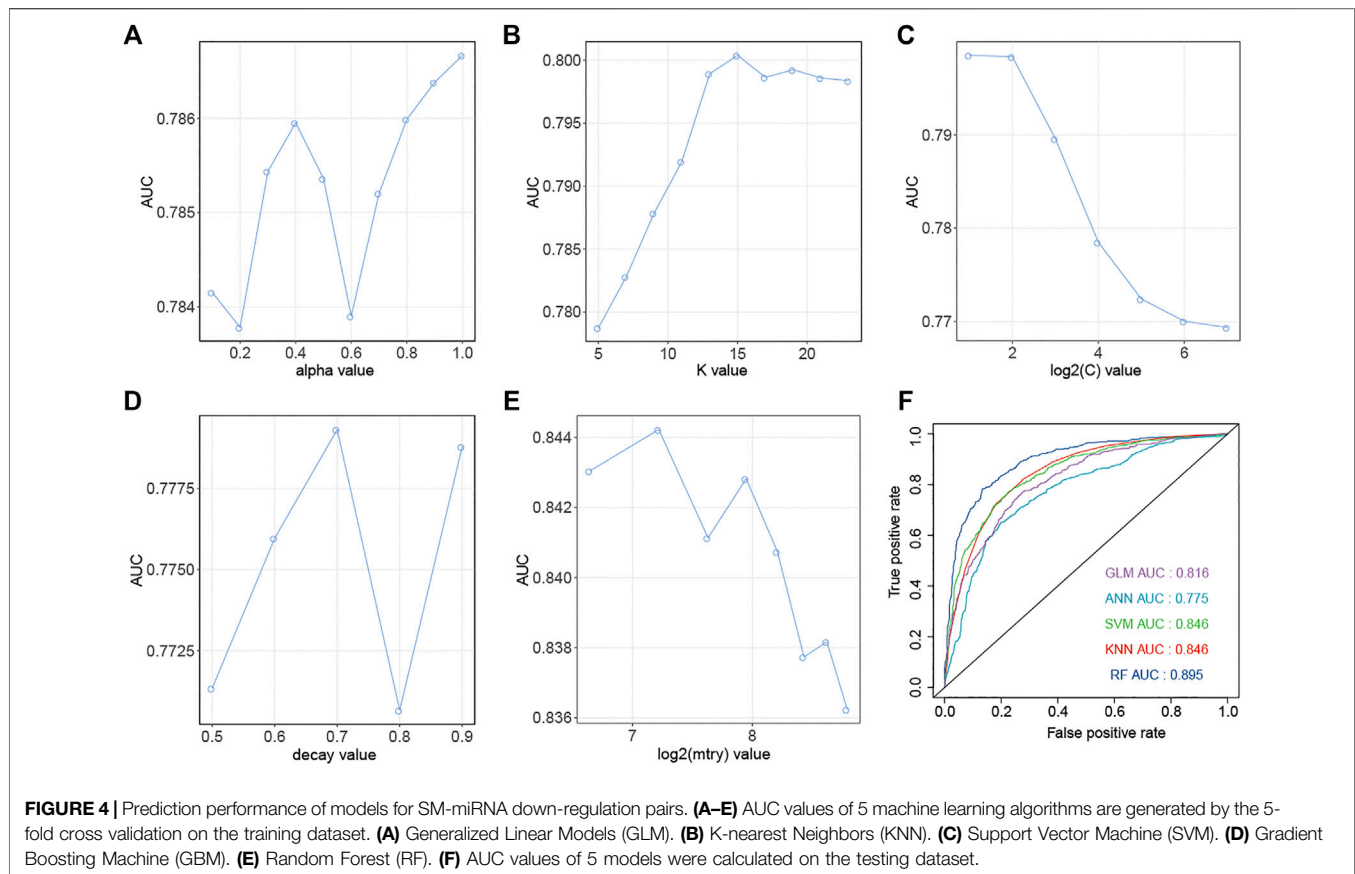 A
AUC
0.786
0.785
0.784
0.2 0.4 0.6 0.8 1.0
alpha value
B
AUC
0.800
0.795
0.790
0.785
0.780
5 10 15 20
K value
C
AUC
0.79
0.78
0.77
2 4 6
log2(C) value
D
AUC
0.7775
0.7750
0.7725
0.5 0.6 0.7 0.8 0.9
decay value
E
AUC
0.844
0.842
0.840
0.838
0.836
7 8
log2(mtry) value
F
True positive rate
1.0
0.8
0.6
0.4
0.2
0.0
GLM AUC : 0.816
ANN AUC : 0.775
SVM AUC : 0.846
KNN AUC : 0.846
RF AUC : 0.895
0.0 0.2 0.4 0.6 0.8 1.0
False positive rate
FIGURE 4 | Prediction performance of models for SM-miRNA down-regulation pairs. (A–E) AUC values of 5 machine learning algorithms are generated by the 5-
fold cross validation on the training dataset. (A) Generalized Linear Models (GLM). (B) K-nearest Neighbors (KNN). (C) Support Vector Machine (SVM). (D) Gradient
Boosting Machine (GBM). (E) Random Forest (RF). (F) AUC values of 5 models were calculated on the testing dataset.